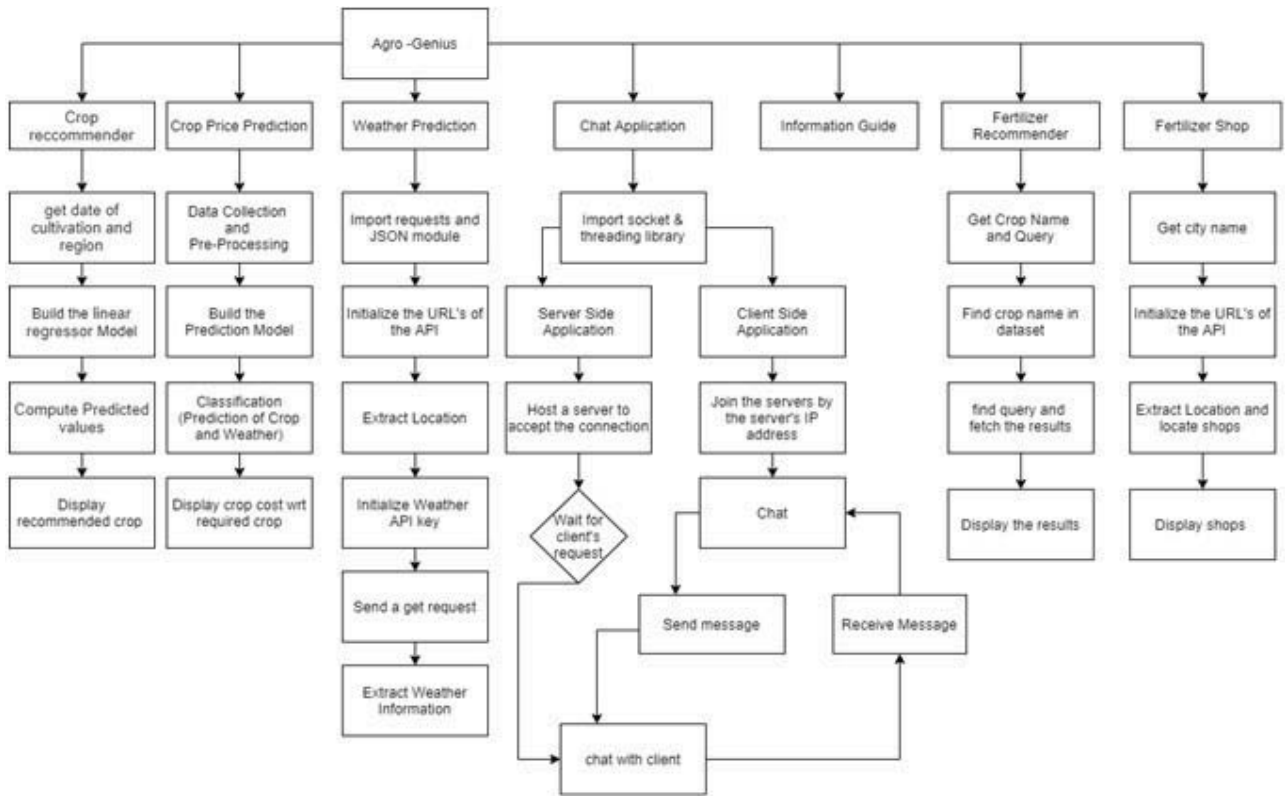 Agro -Genius
Crop
reccommender
Crop Price Prediction
Weather Prediction
Chat Application
Information Guide
Fertilizer
Recommender
Fertilizer Shop
get date of
cultivation and
region
Data Collection
and
Pre-Processing
Import requests and
JSON module
Import socket &
threading library
Get Crop Name
and Query
Get city name
Build the linear
regressor Model
Build the
Prediction Model
Initialize the URL's of
the API
Server Side
Application
Client Side
Application
Find crop name in
dataset
Initialize the URL's of
the API
Compute Predicted
values
Classification
(Prediction of Crop
and Weather)
Extract Location
Host a server to
accept the connection
Join the servers by
the server's IP
address
find query and
fetch the results
Extract Location and
locate shops
Display
recommended crop
Display crop cost wrt
required crop
Initialize Weather
API key
Wait for
client's
request
Chat
Display the results
Display shops
Send a get request
Send message
Receive Message
Extract Weather
Information
chat with client